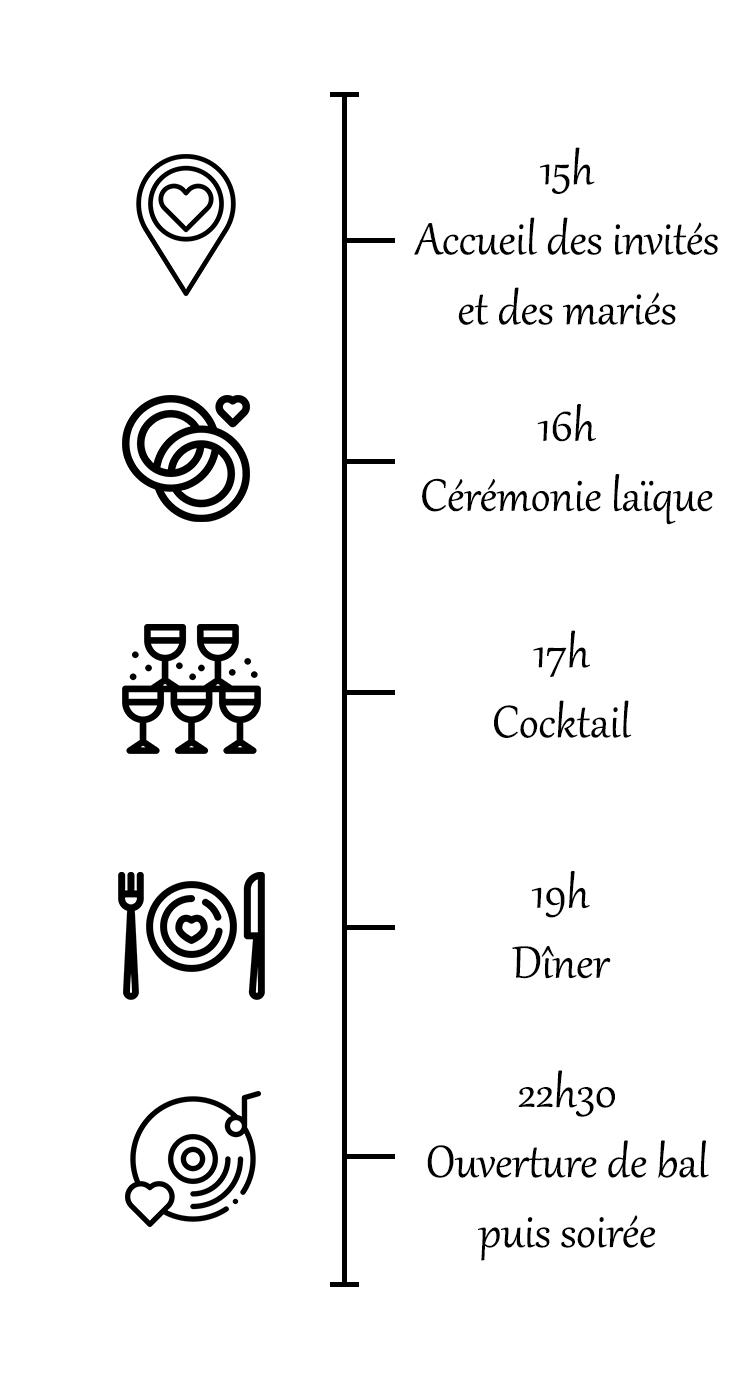 15h
Accueil des invités
et des mariés
16h
Cérémonie laïque
17h
Cocktail
19h
Dîner
22h30
Ouverture de bal
puis soirée